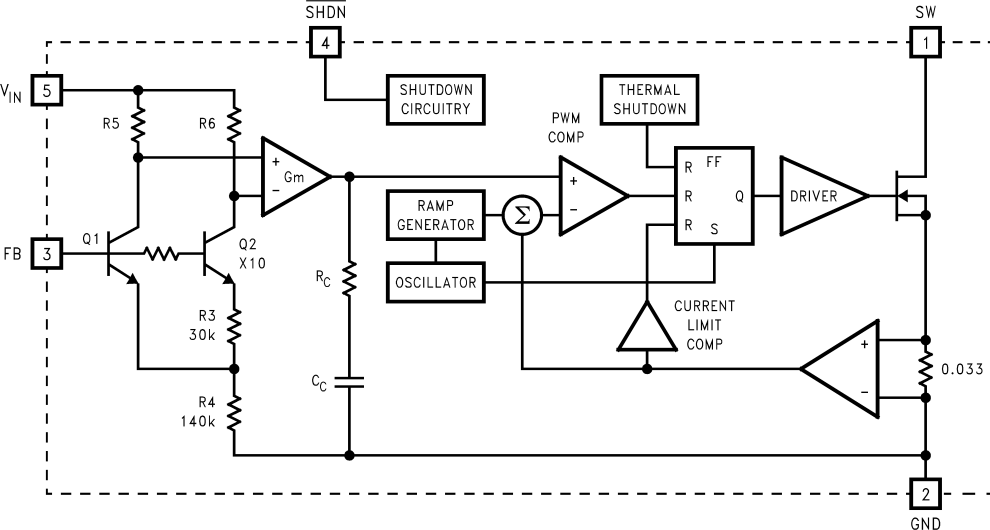 SHDN
SW
4
1
VIN
5
SHUTDOWN
CIRCUITRY
THERMAL
SHUTDOWN
R5
R6
PWM
COMP
+
Gm
−
+
−
R
FF
R
Q
R
S
DRIVER
RAMP
GENERATOR
Σ
FB
3
Q1
Q2
X10
OSCILLATOR
RC
R3
30k
CURRENT
LIMIT
COMP
+
−
0.033
CC
R4
140k
2
GND